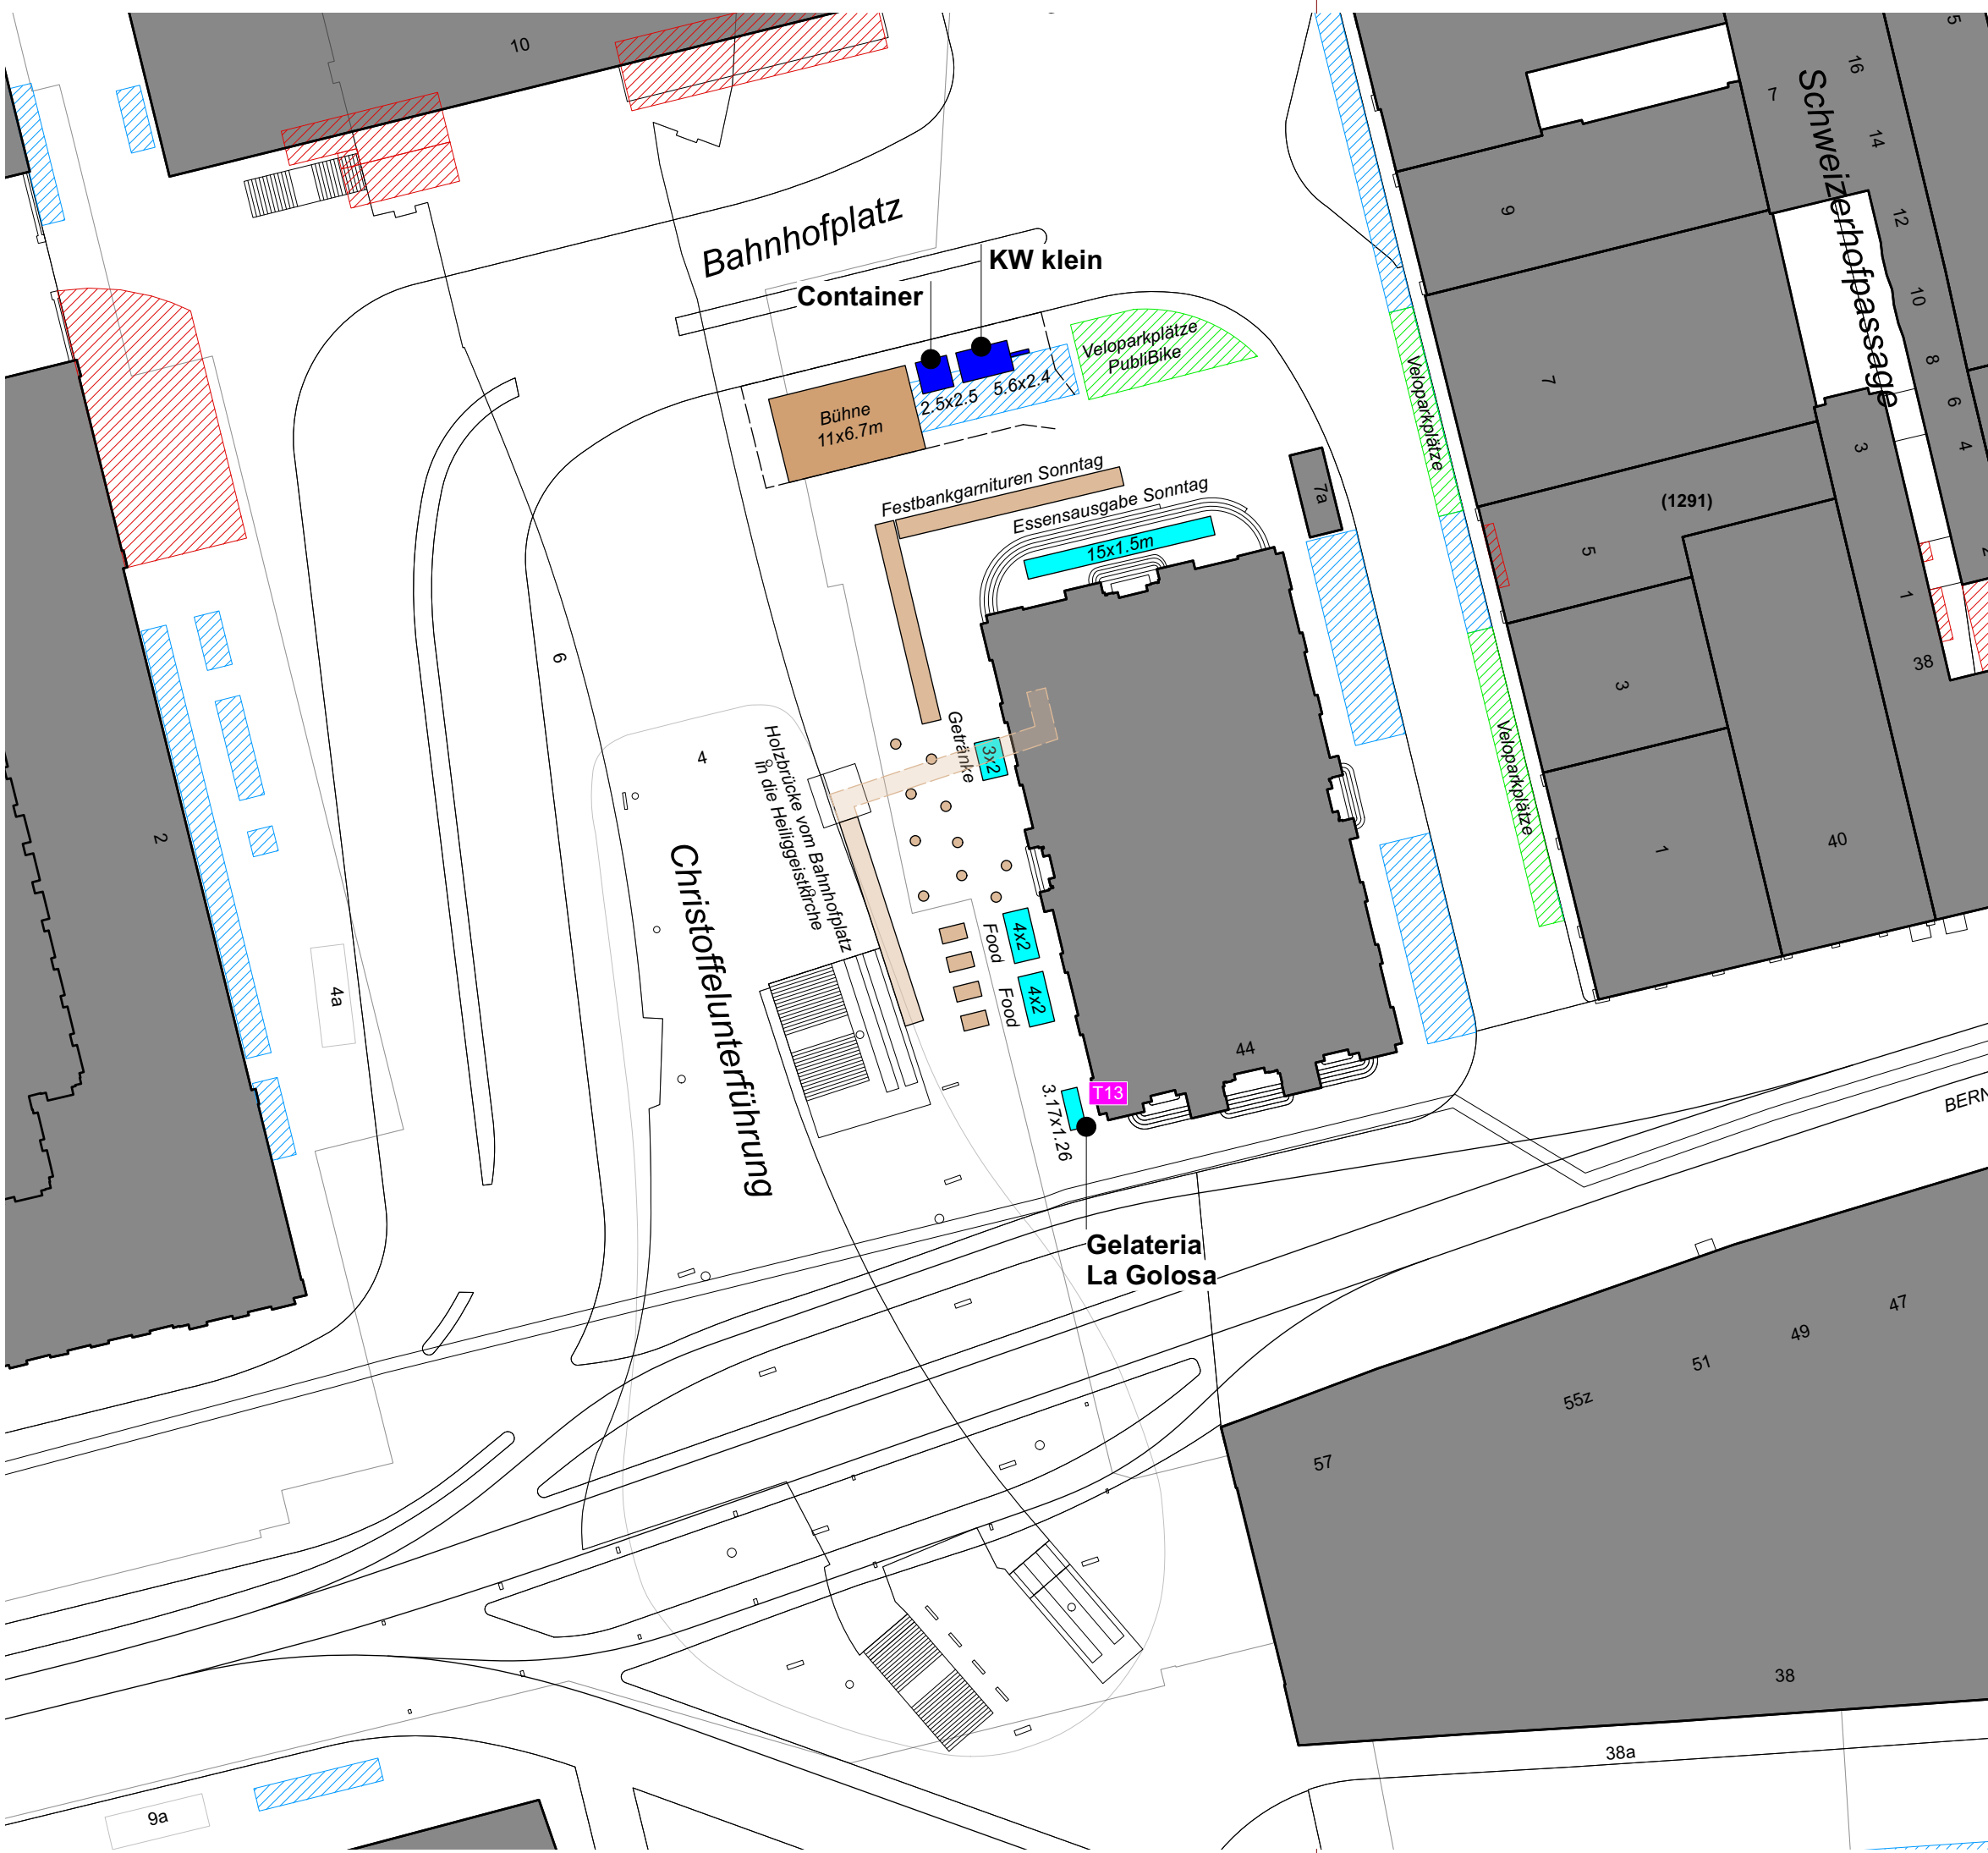 10
Bahnhofplatz
KW klein
Container
Veloparkplätze
PubliBike
5.6x2.4
2.5x2.5
Bühne
11x6.7m
Festbankgarnituren Sonntag
Essensausgabe Sonntag
15x1.5m
7a
Veloparkplätze
Veloparkplätze
Schweizerhofpassage
5
16
14
12
10
8
6
4
7
9
7
3
(1291)
5
1
38
3
1
40
6
4
2
4a
Getränke
3x2
Holzbrücke vom Bahnhofplatz
in die Heiliggeistkirche
Christoffelunterführung
Food
4x2
Food
4x2
44
T13
3.17x1.26
Gelateria
La Golosa
BERN
47
49
51
55z
57
38
38a
9a